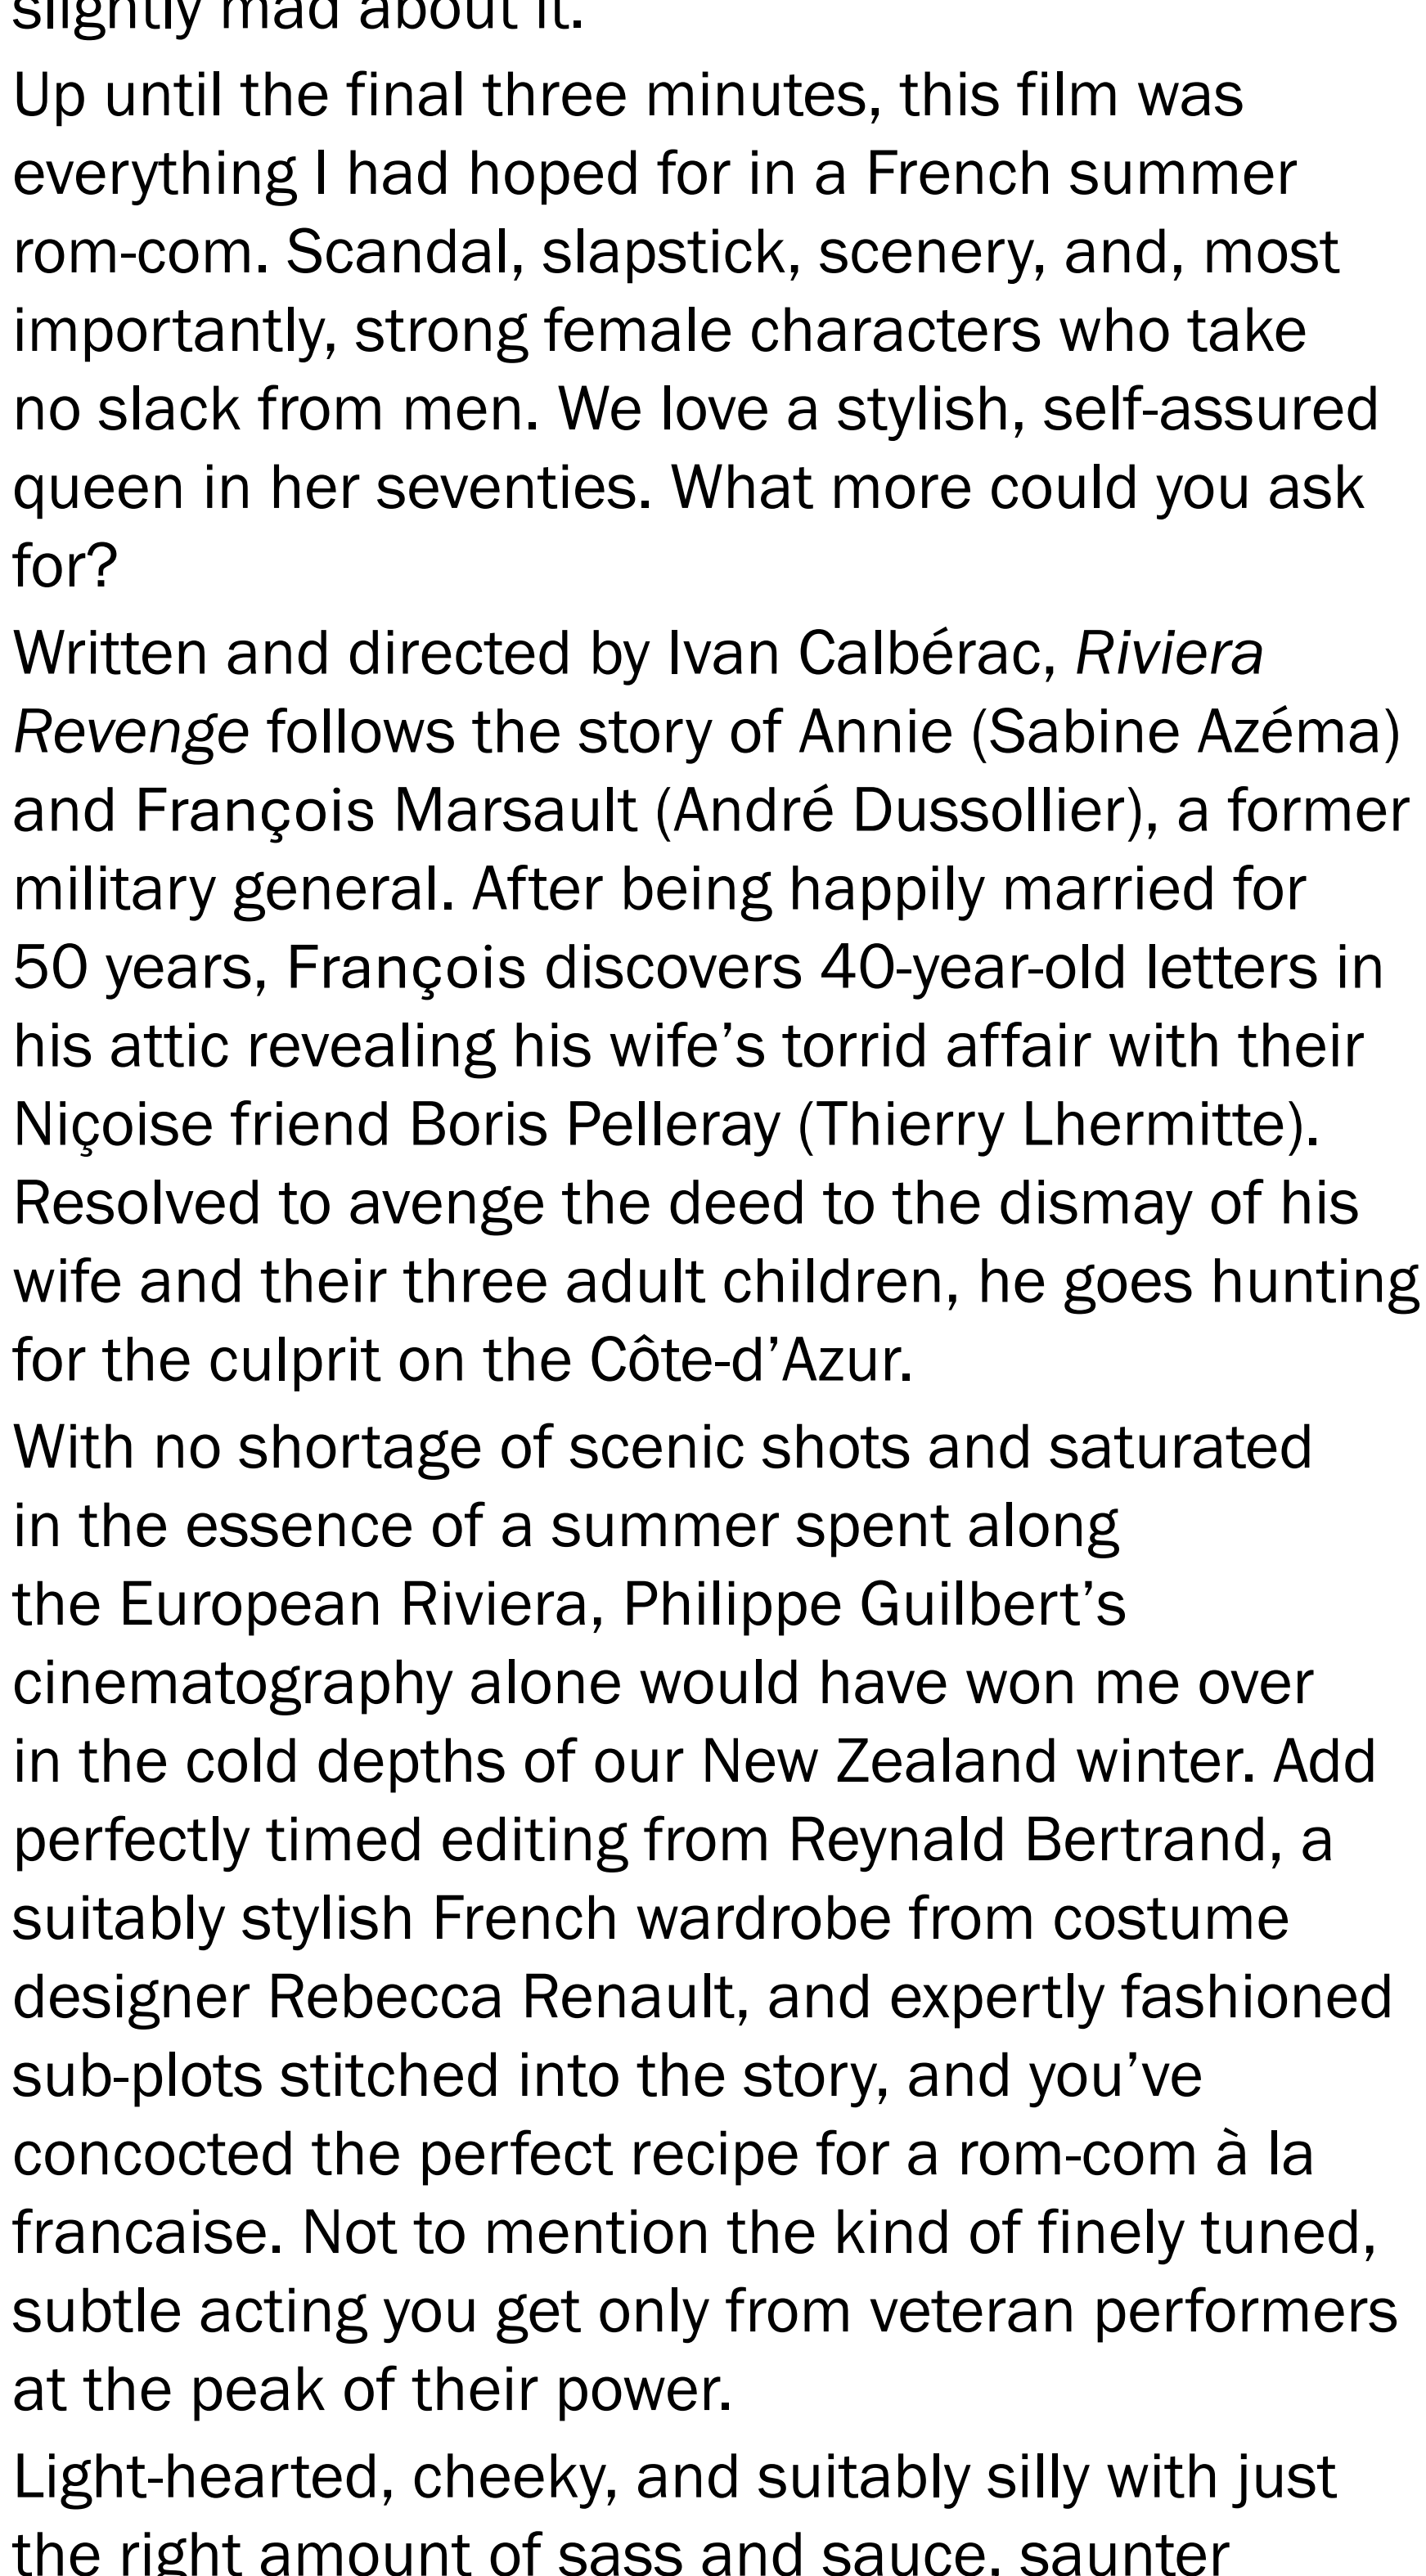 slightly mad about it.
Up until the final three minutes, this film was
everything I had hoped for in a French summer
rom-com. Scandal, slapstick, scenery, and, most
importantly, strong female characters who take
no slack from men. We love a stylish, self-assured
queen in her seventies. What more could you ask
for?
Written and directed by Ivan Calbérac, Riviera
Revenge follows the story of Annie (Sabine Azéma)
and François Marsault (André Dussollier), a former
military general. After being happily married for
50 years, François discovers 40-year-old letters in
his attic revealing his wife’s torrid affair with their
Niçoise friend Boris Pelleray (Thierry Lhermitte).
Resolved to avenge the deed to the dismay of his
wife and their three adult children, he goes hunting
for the culprit on the Côte-d’Azur.
With no shortage of scenic shots and saturated
in the essence of a summer spent along
the European Riviera, Philippe Guilbert’s
cinematography alone would have won me over
in the cold depths of our New Zealand winter. Add
perfectly timed editing from Reynald Bertrand, a
suitably stylish French wardrobe from costume
designer Rebecca Renault, and expertly fashioned
sub-plots stitched into the story, and you’ve
concocted the perfect recipe for a rom-com à la
francaise. Not to mention the kind of finely tuned,
subtle acting you get only from veteran performers
at the peak of their power.
Light-hearted, cheeky, and suitably silly with just
the right amount of sass and sauce, saunter